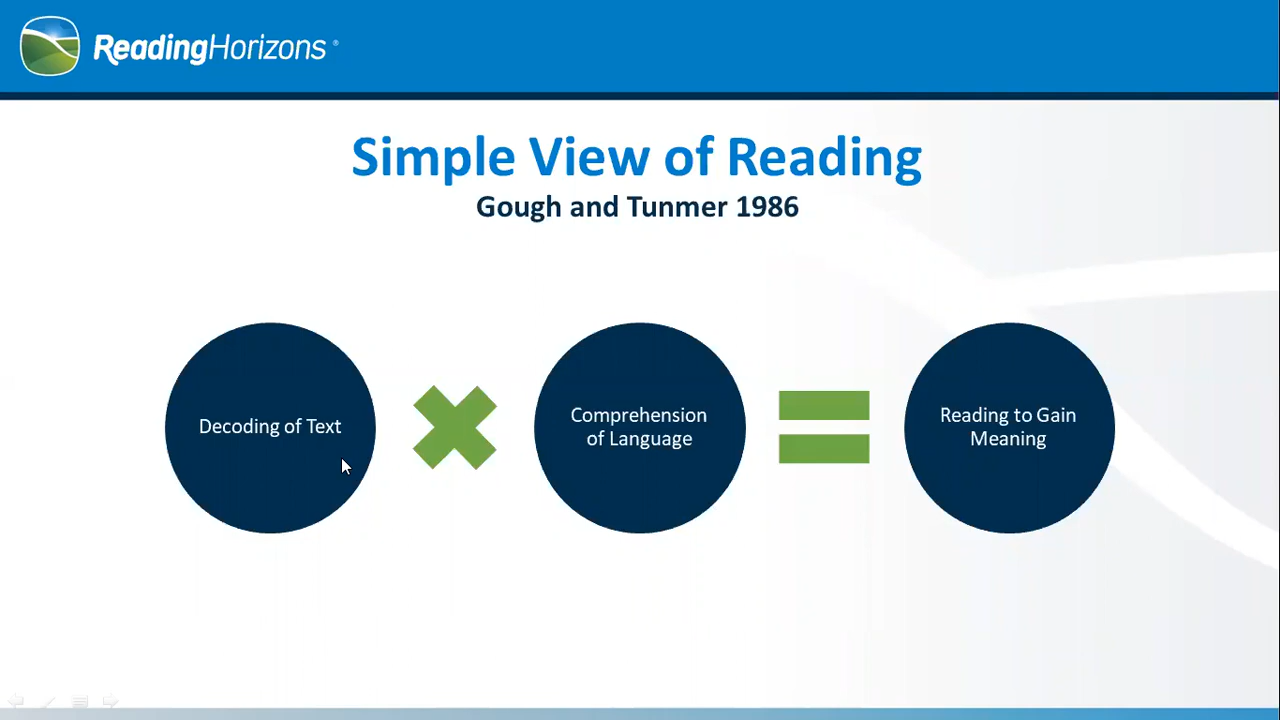 ReadingHorizons®
Simple View of Reading
Gough and Tunmer 1986
Decoding of Text
Comprehension
of Language
Reading to Gain
Meaning